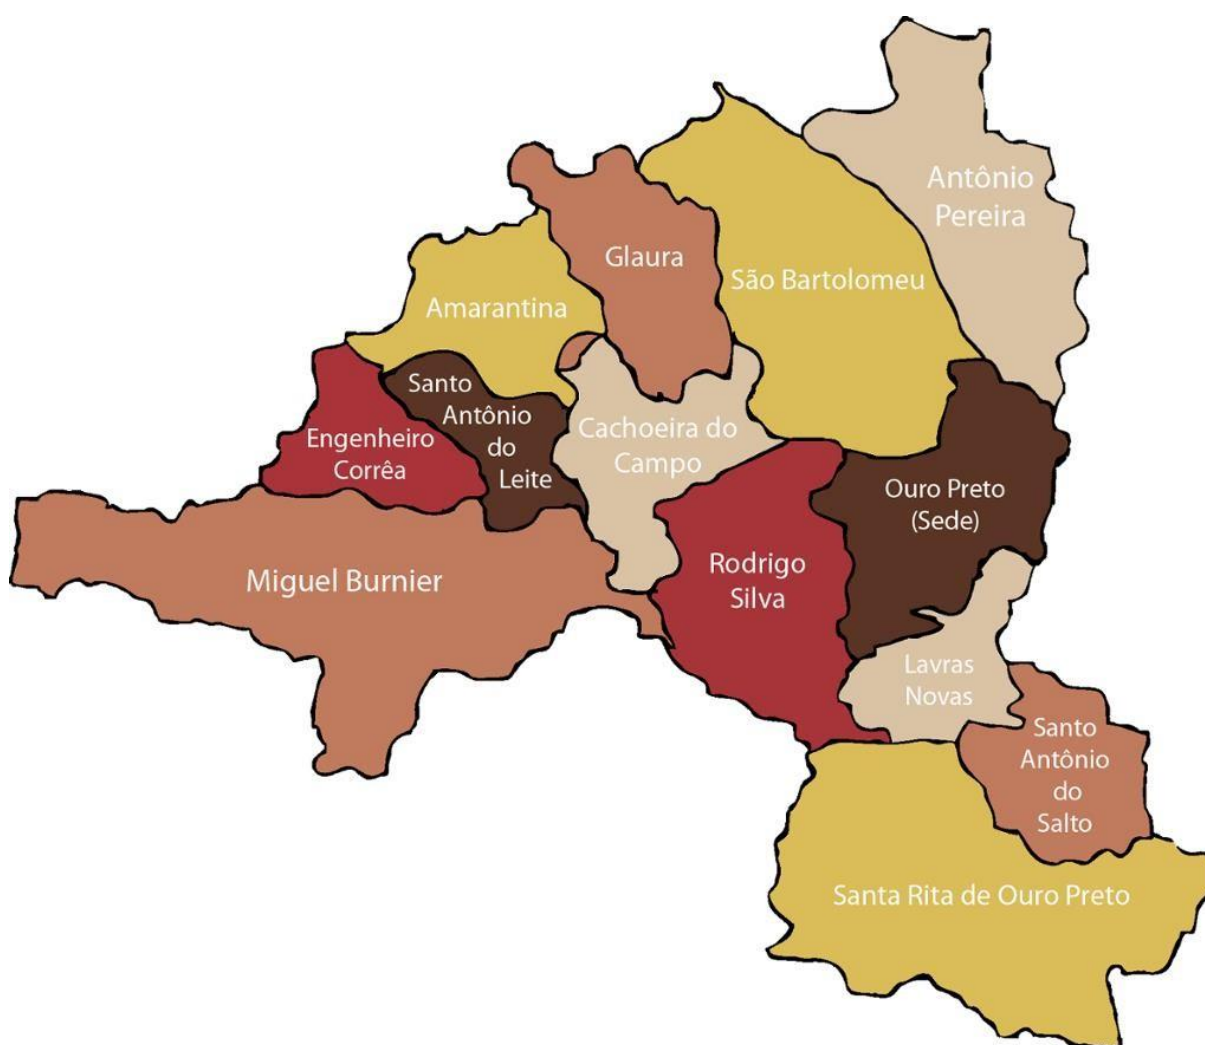 Antônio
Pereira
Glaura
São Bartolomeu
Amarantina
Santo
Antônio
do
Leite
Engenheiro
Corrêa
Cachoeira do
Campo
Ouro Preto
(Sede)
Miguel Burnier
Rodrigo
Silva
Lavras
Novas
Santo
Antônio
do
Salto
Santa Rita de Ouro Preto